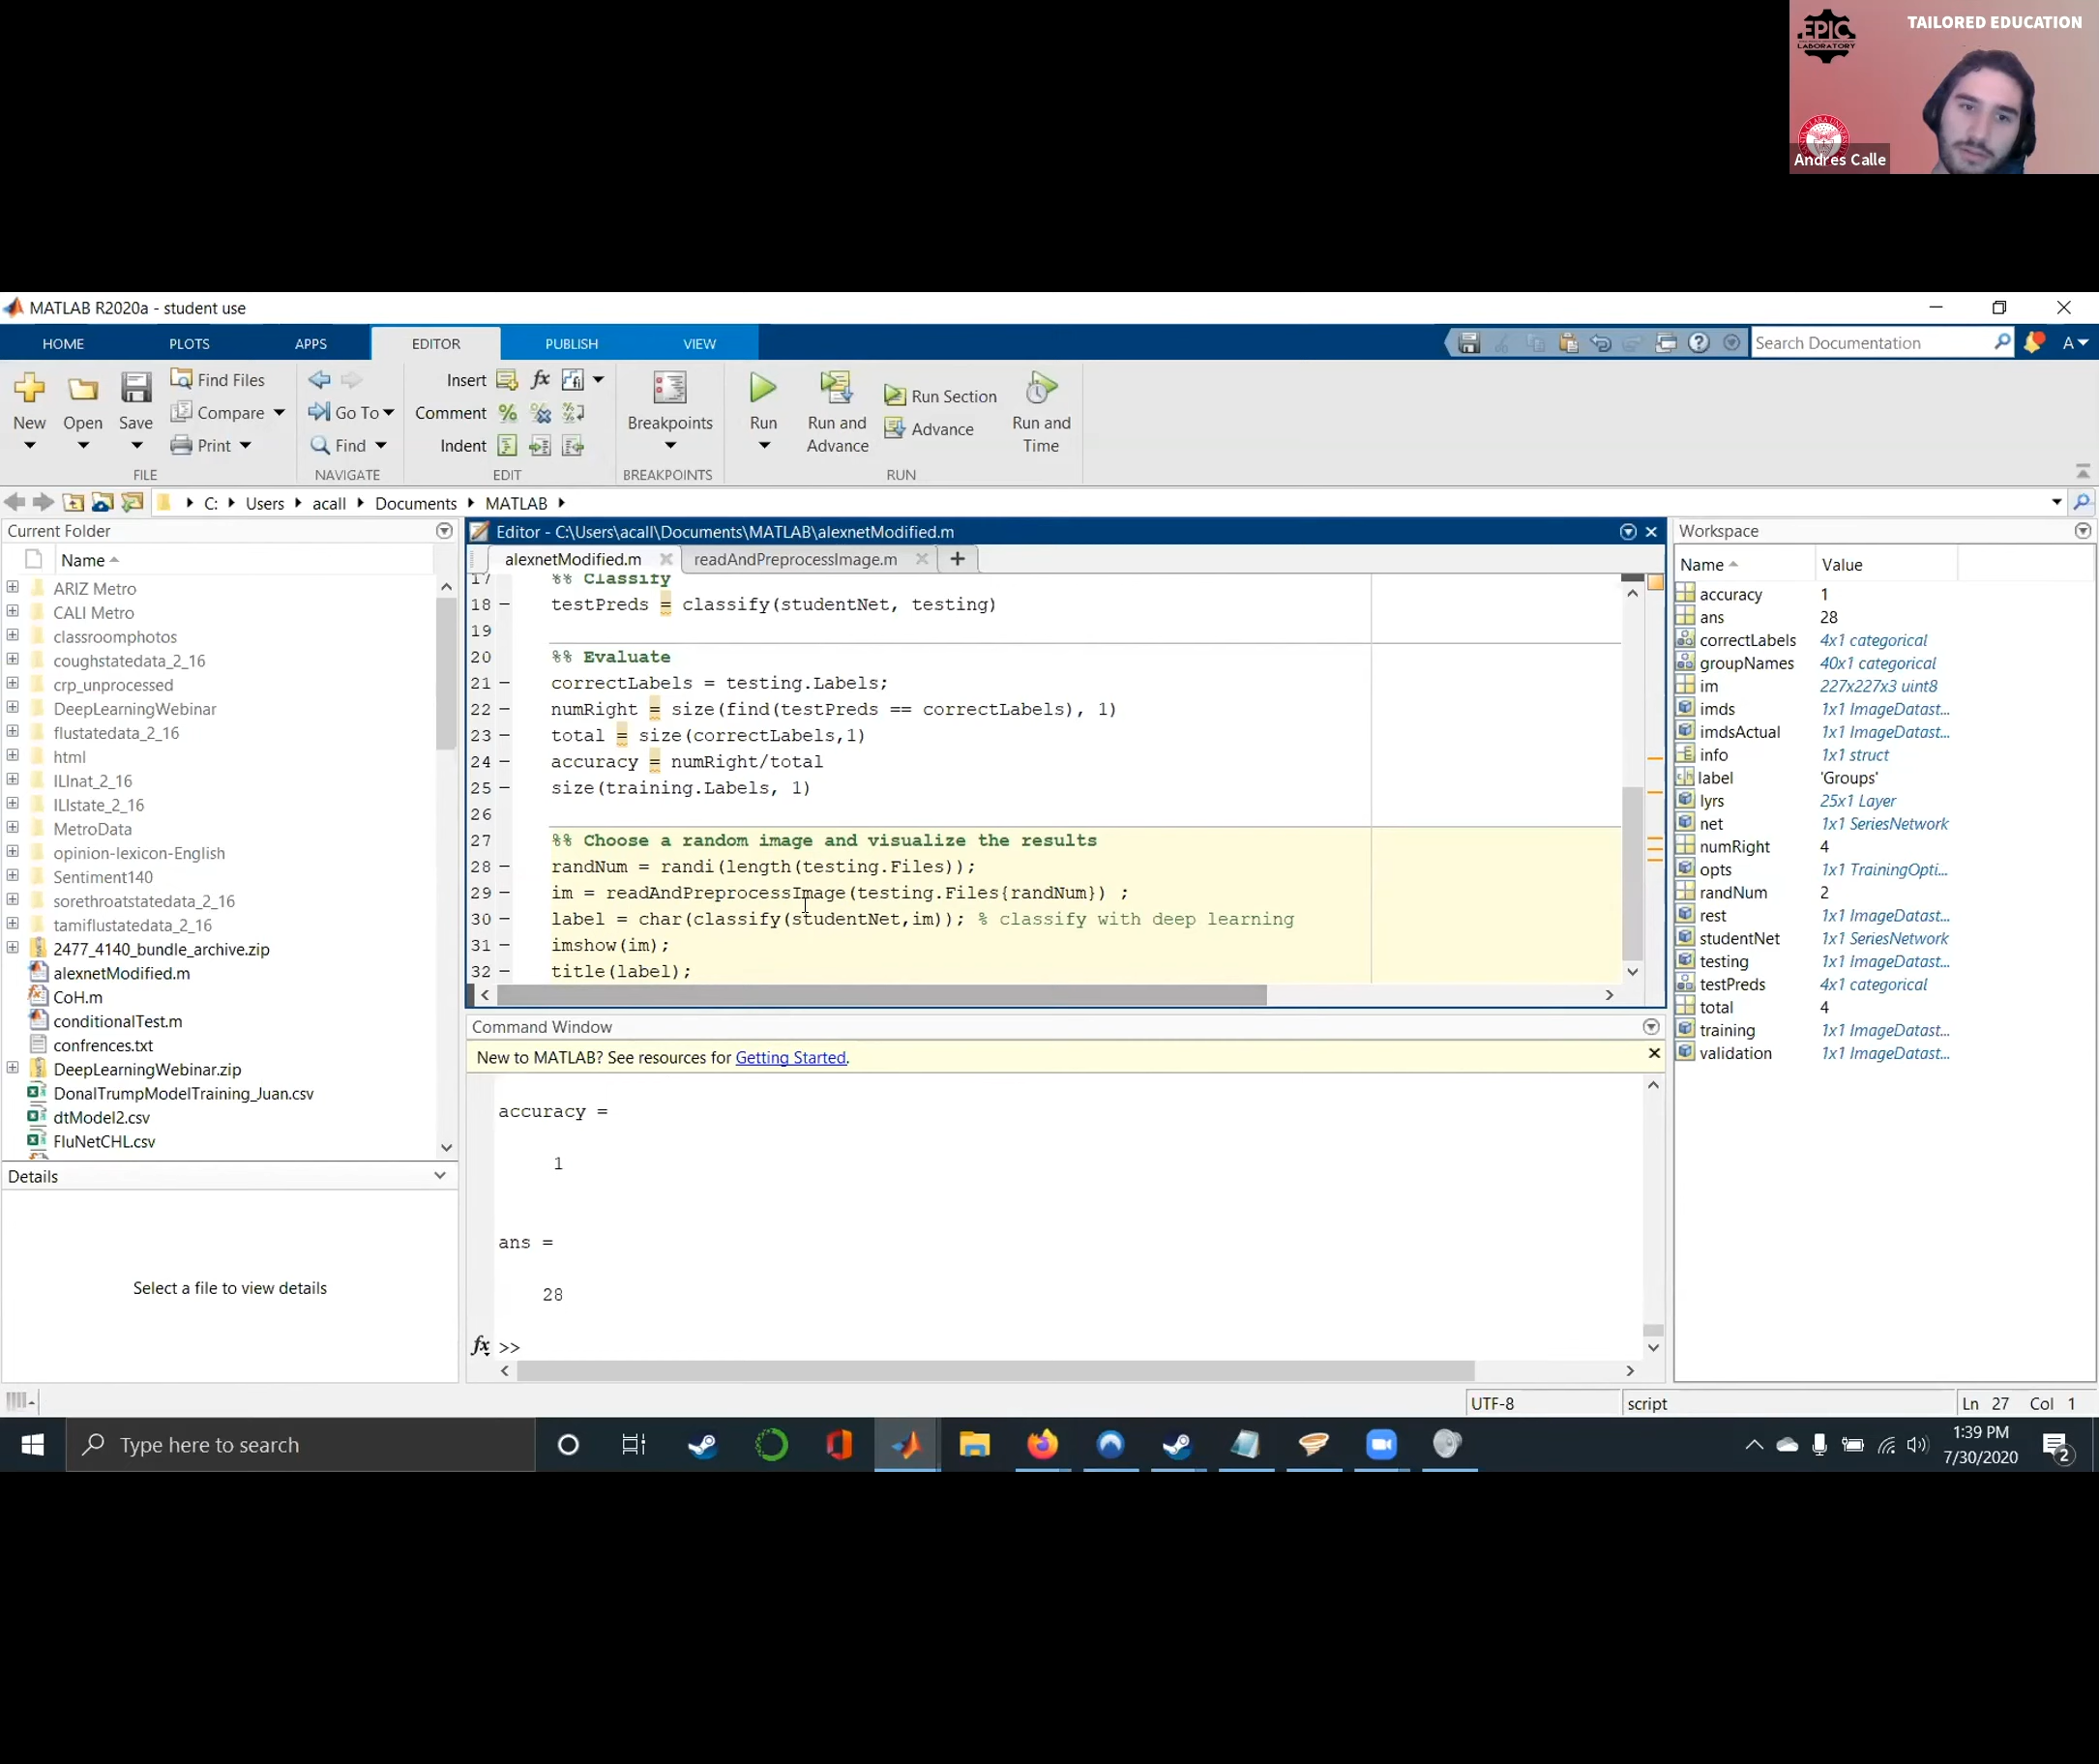 EPIC
LABORATORY
TAILORED EDUCATION
Andres Calle
MATLAB R2020a - student use
HOME PLOTS APPS EDITOR PUBLISH VIEW
Search Documentation
A
New
Open
Save
Find Files
Compare
Print
FILE
Go To
Find
NAVIGATE
Insert fx
Comment
Indent
EDIT
Breakpoints
BREAKPOINTS
Run
Run and
Advance
Run Section
Advance
Run and
Time
RUN
C: Users acall Documents MATLAB
Current Folder
Name
ARIZ Metro
CALI Metro
classroomphotos
coughstatedata_2_16
crp_unprocessed
DeepLearningWebinar
flustatedata_2_16
html
ILInat_2_16
ILIstate_2_16
MetroData
opinion-lexicon-English
Sentiment140
sorethroatstatedata_2_16
tamiflustatedata_2_16
2477_4140_bundle_archive.zip
alexnetModified.m
CoH.m
conditionalTest.m
confrences.txt
DeepLearningWebinar.zip
DonalTrumpModelTraining_Juan.csv
dtModel2.csv
FluNetCHL.csv
Details
Select a file to view details
Editor - C:\Users\acall\Documents\MATLAB\alexnetModified.m
alexnetModified.m readAndPreprocessImage.m +
17 %% Classify
18 – testPreds = classify(studentNet, testing)
19
20 %% Evaluate
21 – correctLabels = testing.Labels;
22 – numRight = size(find(testPreds == correctLabels), 1)
23 – total = size(correctLabels,1)
24 – accuracy = numRight/total
25 – size(training.Labels, 1)
26
27 %% Choose a random image and visualize the results
28 – randNum = randi(length(testing.Files));
29 – im = readAndPreprocessImage(testing.Files{randNum}) ;
30 – label = char(classify(studentNet,im)); % classify with deep learning
31 – imshow(im);
32 – title(label);
Command Window
New to MATLAB? See resources for Getting Started.
accuracy =
1
ans =
28
fx >>
Workspace
Name Value
accuracy 1
ans 28
correctLabels 4x1 categorical
groupNames 40x1 categorical
im 227x227x3 uint8
imds 1x1 ImageDatast...
imdsActual 1x1 ImageDatast...
info 1x1 struct
label 'Groups'
lyrs 25x1 Layer
net 1x1 SeriesNetwork
numRight 4
opts 1x1 TrainingOpti...
randNum 2
rest 1x1 ImageDatast...
studentNet 1x1 SeriesNetwork
testing 1x1 ImageDatast...
testPreds 4x1 categorical
total 4
training 1x1 ImageDatast...
validation 1x1 ImageDatast...
UTF-8 script Ln 27 Col 1
Type here to search
1:39 PM
7/30/2020
2